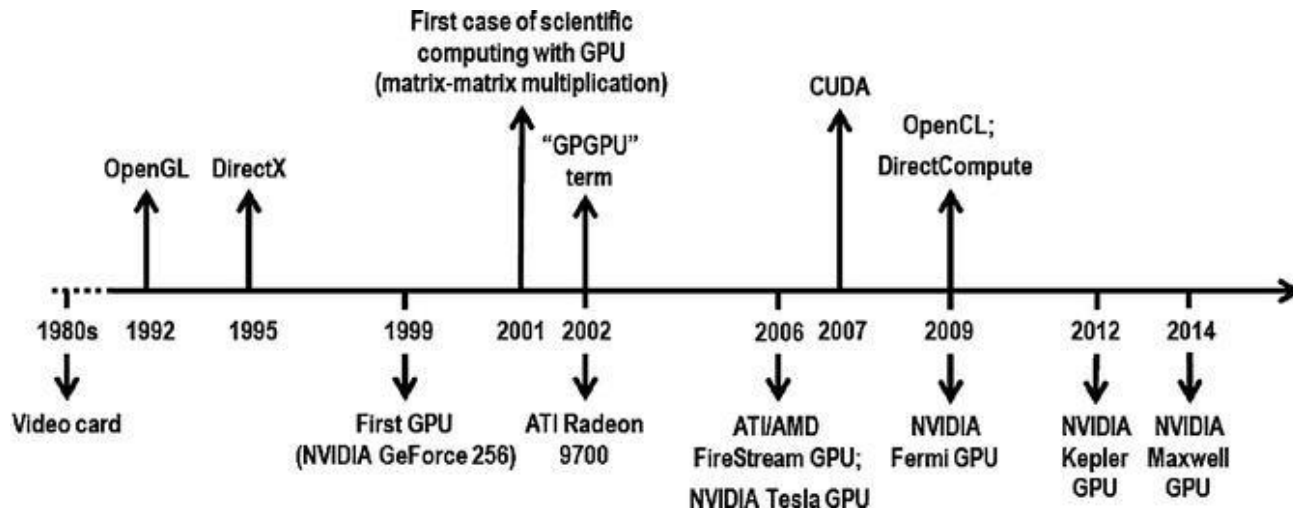 First case of scientific
computing with GPU
(matrix-matrix multiplication)
CUDA
OpenCL;
DirectCompute
"GPGPU"
term
OpenGL
DirectX
1980s
1992
1995
1999
2001
2002
2006
2007
2009
2012
2014
Video card
First GPU
(NVIDIA GeForce 256)
ATI Radeon
9700
ATI/AMD
FireStream GPU;
NVIDIA Tesla GPU
NVIDIA
Fermi GPU
NVIDIA
Kepler
GPU
NVIDIA
Maxwell
GPU